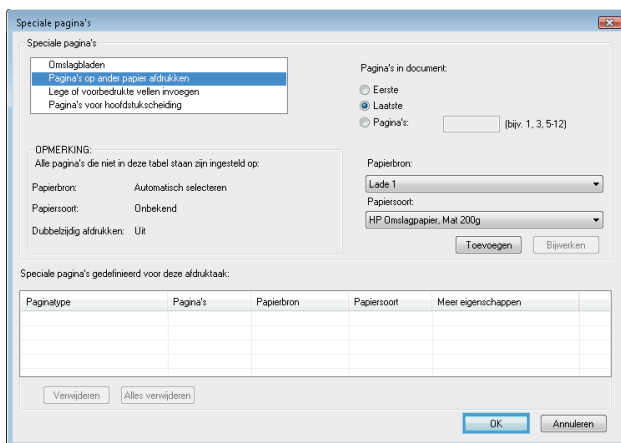 Speciale pagina's
Speciale pagina's
Omslagbladen
Pagina's op ander papier afdrukken
Lege of voorbedrukte vellen invoegen
Pagina's voor hoofdstukscheiding
Pagina's in document:
Eerste
Laatste
Pagina's:
(bijv. 1, 3, 5-12)
OPMERKING:
Alle pagina's die niet in deze tabel staan zijn ingesteld op:
Papierbron: Automatisch selecteren
Papiersoort: Onbekend
Dubbelzijdig afdrukken: Uit
Papierbron:
Lade 1
Papiersoort:
HP Omslagpapier, Mat 200g
Toevoegen Bijwerken
Speciale pagina's gedefinieerd voor deze afdruktaak:
Paginatype Pagina's Papierbron Papiersoort Meer eigenschappen
Verwijderen Alles verwijderen
OK Annuleren